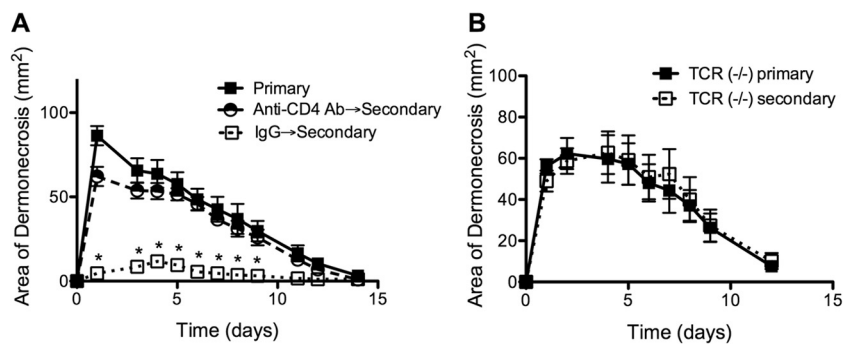 A
Area of Dermonecrosis (mm²)
100
50
0
Primary
Anti-CD4 Ab→Secondary
IgG→Secondary
* * * * * * * *
0 5 10 15
Time (days)
B
Area of Dermonecrosis (mm²)
100
80
60
40
20
0
TCR (-/-) primary
TCR (-/-) secondary
0 5 10 15
Time (days)